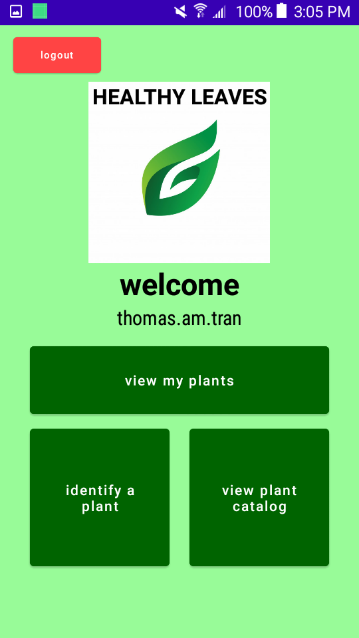 100% 3:05 PM
logout
HEALTHY LEAVES
welcome
thomas.am.tran
view my plants
identify a
plant
view plant
catalog